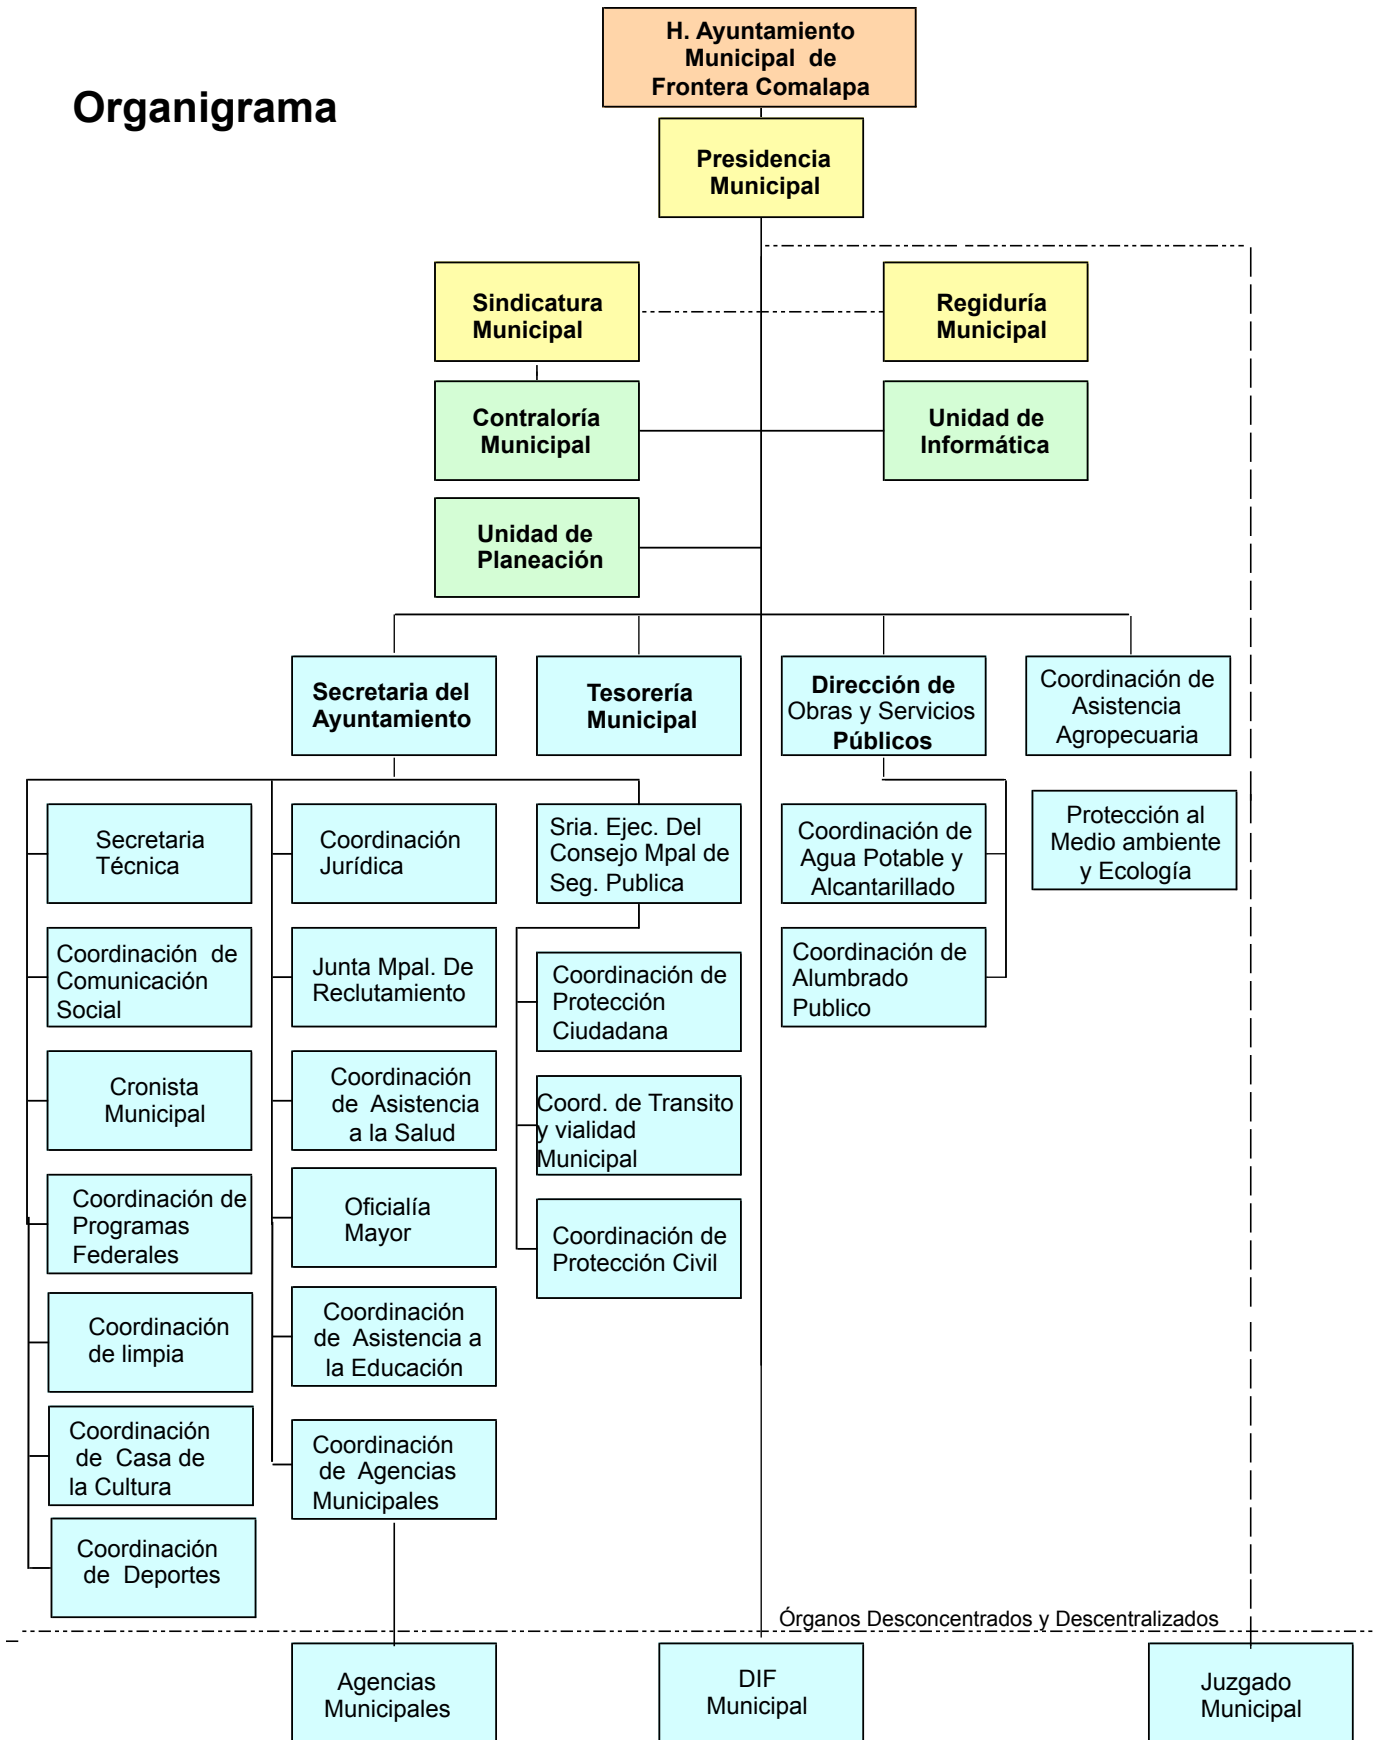 Organigrama
H. Ayuntamiento
Municipal de
Frontera Comalapa
Presidencia
Municipal
Sindicatura
Municipal
Regiduría
Municipal
Contraloría
Municipal
Unidad de
Informática
Unidad de
Planeación
Secretaria del
Ayuntamiento
Tesorería
Municipal
Dirección de
Obras y Servicios
Públicos
Coordinación de
Asistencia
Agropecuaria
Secretaria
Técnica
Coordinación
Jurídica
Sria. Ejec. Del
Consejo Mpal de
Seg. Publica
Coordinación de
Agua Potable y
Alcantarillado
Protección al
Medio ambiente
y Ecología
Coordinación de
Comunicación
Social
Junta Mpal. De
Reclutamiento
Coordinación de
Protección
Ciudadana
Coordinación de
Alumbrado
Publico
Cronista
Municipal
Coordinación
de Asistencia
a la Salud
Coord. de Transito
y vialidad
Municipal
Coordinación de
Programas
Federales
Oficialía
Mayor
Coordinación de
Protección Civil
Coordinación
de limpia
Coordinación
de Asistencia a
la Educación
Coordinación
de Casa de
la Cultura
Coordinación
de Agencias
Municipales
Coordinación
de Deportes
Órganos Desconcentrados y Descentralizados
Agencias
Municipales
DIF
Municipal
Juzgado
Municipal